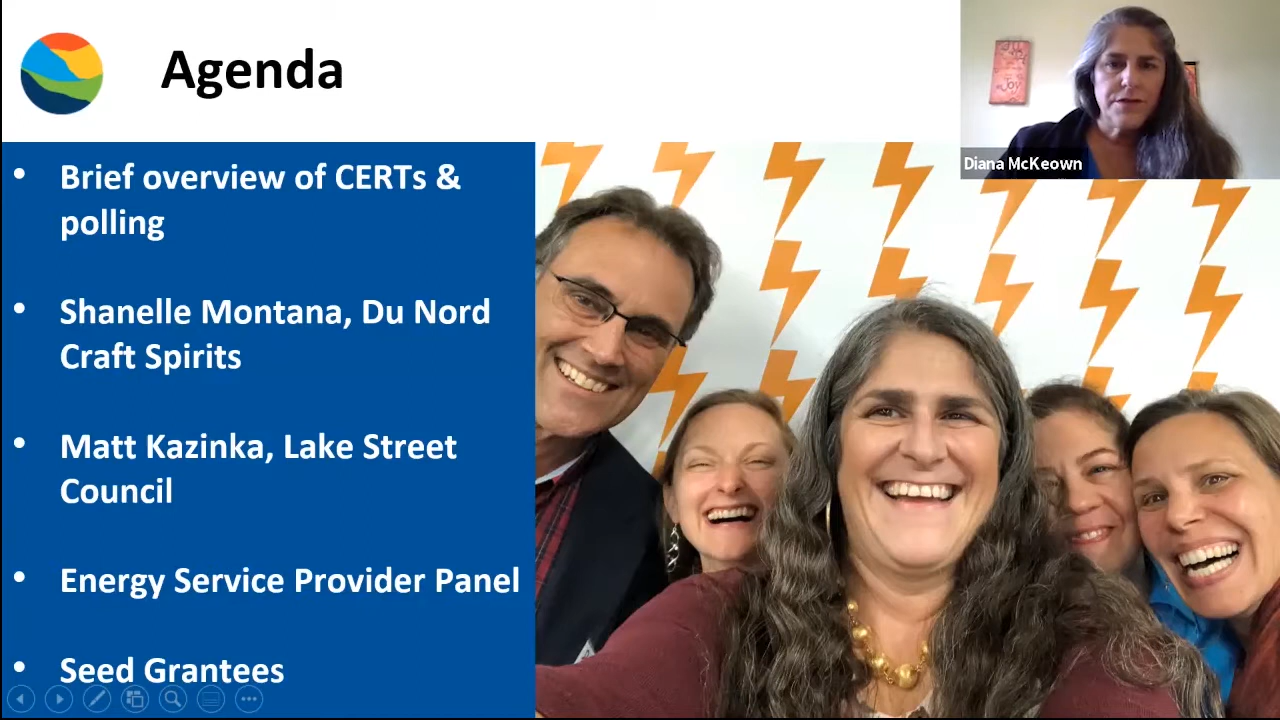 Agenda
Diana McKeown
• Brief overview of CERTs &
polling
• Shanelle Montana, Du Nord
Craft Spirits
• Matt Kazinka, Lake Street
Council
• Energy Service Provider Panel
• Seed Grantees
Joy